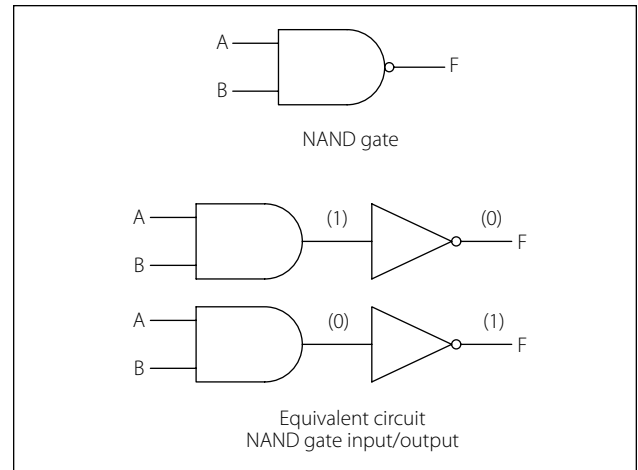 A
B
F
NAND gate
A
B
(1)
(0)
F
A
B
(0)
(1)
F
Equivalent circuit
NAND gate input/output